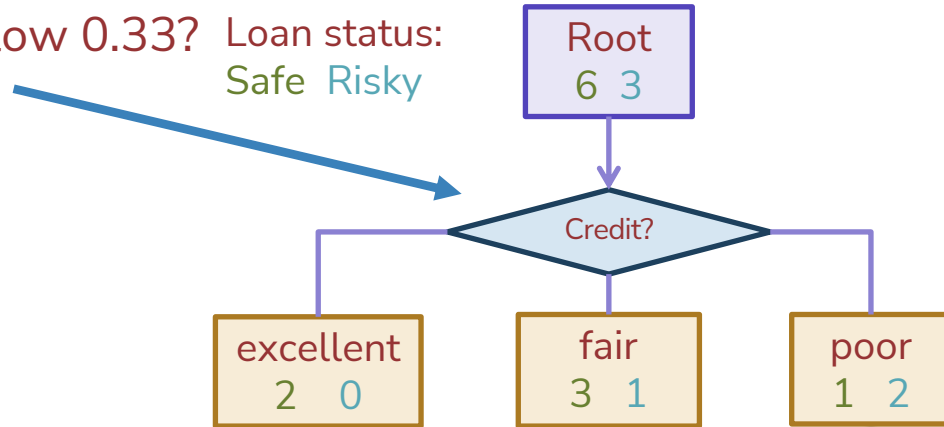 0.33?
Loan status:
Safe Risky
Root
6 3
Credit?
excellent
2 0
fair
3 1
poor
1 2